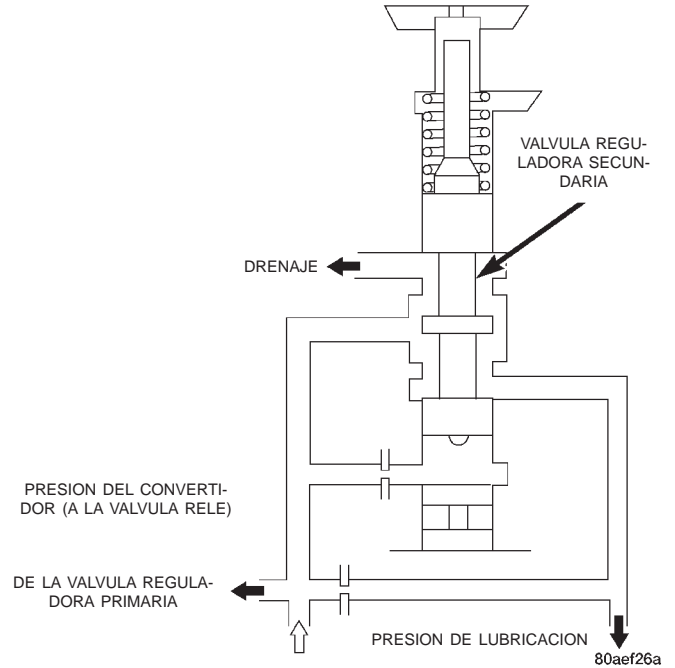 VALVULA REGU-
LADORA SECUN-
DARIA
DRENAJE
PRESION DEL CONVERTI-
DOR (A LA VALVULA RELE)
DE LA VALVULA REGULA-
DORA PRIMARIA
PRESION DE LUBRICACION
80aef26a